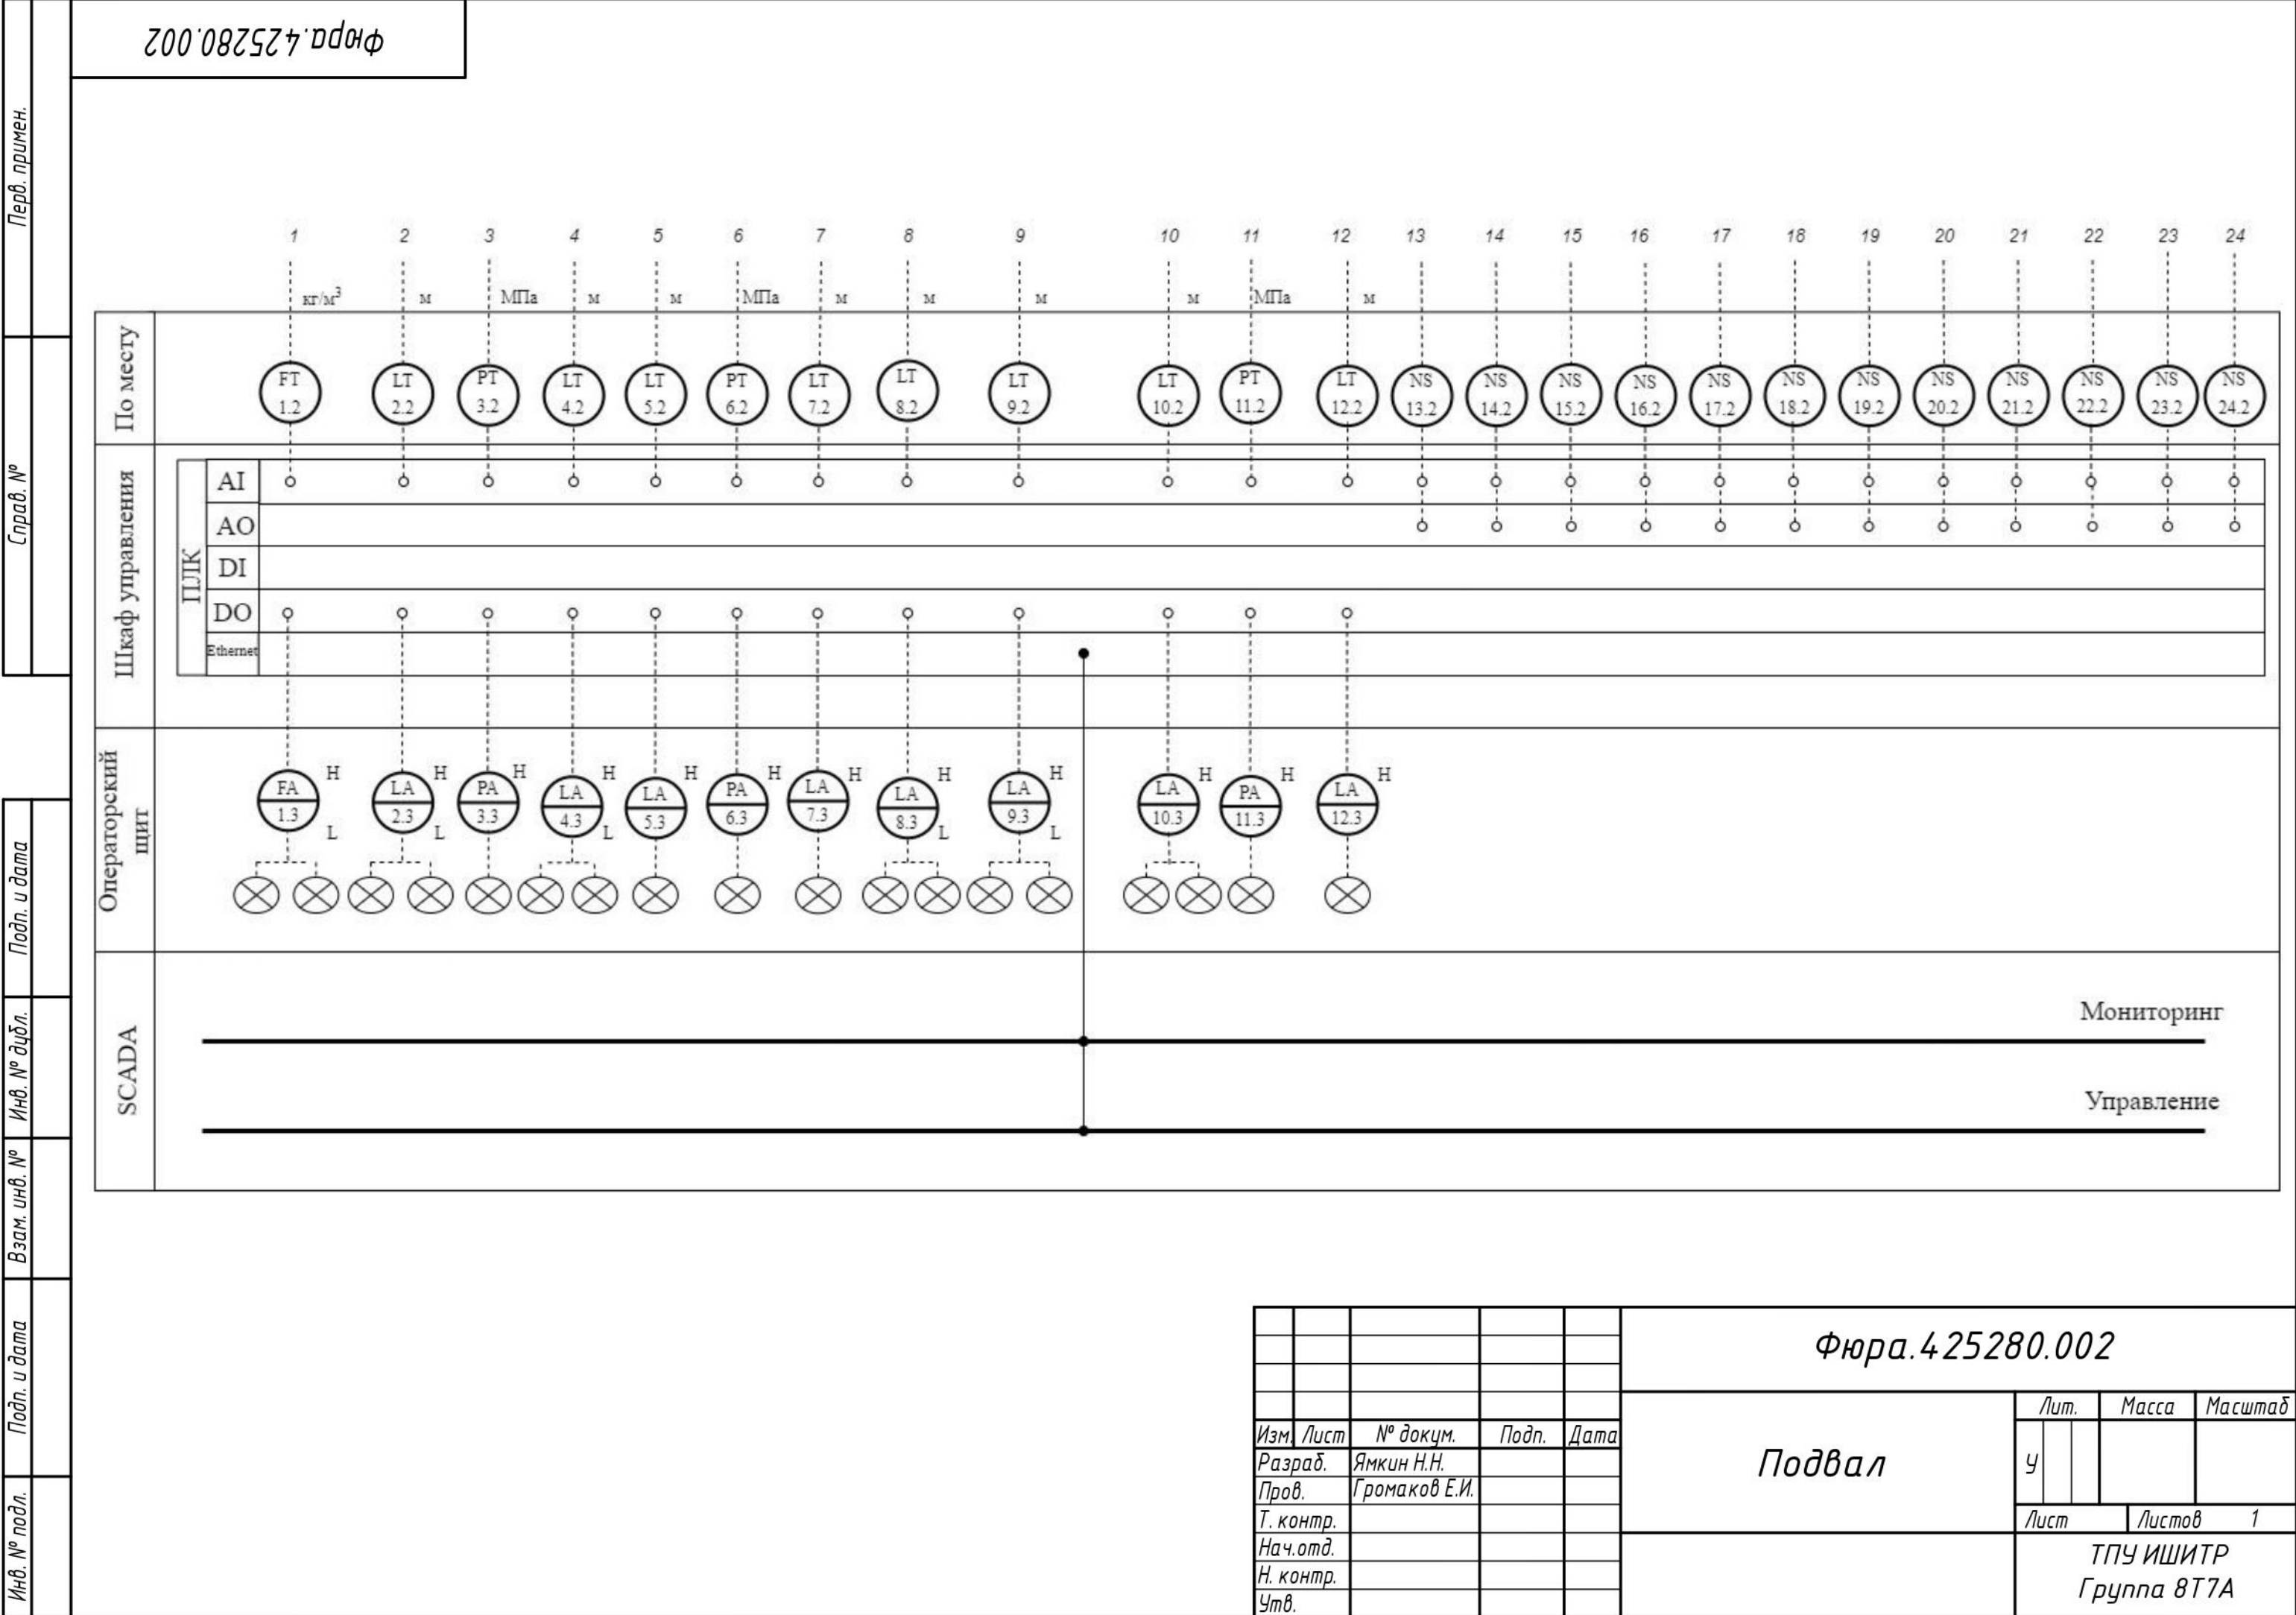 Фюра.425280.002
Перв. примен.
Справ. №
Подп. и дата
Инв. № дубл.
Взам. инв. №
Подп. и дата
Инв. № подл.
1 2 3 4 5 6 7 8 9 10 11 12 13 14 15 16 17 18 19 20 21 22 23 24
кг/м³ м МПа м м МПа м м м м МПа м
По месту
FT LT PT LT LT PT LT LT LT LT PT LT NS NS NS NS NS NS NS NS NS NS NS NS
1.2 2.2 3.2 4.2 5.2 6.2 7.2 8.2 9.2 10.2 11.2 12.2 13.2 14.2 15.2 16.2 17.2 18.2 19.2 20.2 21.2 22.2 23.2 24.2
Шкаф управления
ПЛК
AI
AO
DI
DO
Ethernet
Операторский
щит
H H H H H H H H H H H H
FA LA PA LA LA PA LA LA LA LA PA LA
1.3 2.3 3.3 4.3 5.3 6.3 7.3 8.3 9.3 10.3 11.3 12.3
L L L L L
SCADA
Мониторинг
Управление
Фюра.425280.002
Изм. Лист № докум. Подп. Дата
Разраб. Ямкин Н.Н.
Пров. Громаков Е.И.
Т. контр.
Нач.отд.
Н. контр.
Утв.
Подвал
Лит. Масса Масштаб
У
Лист Листов 1
ТПУ ИШИТР
Группа 8Т7А